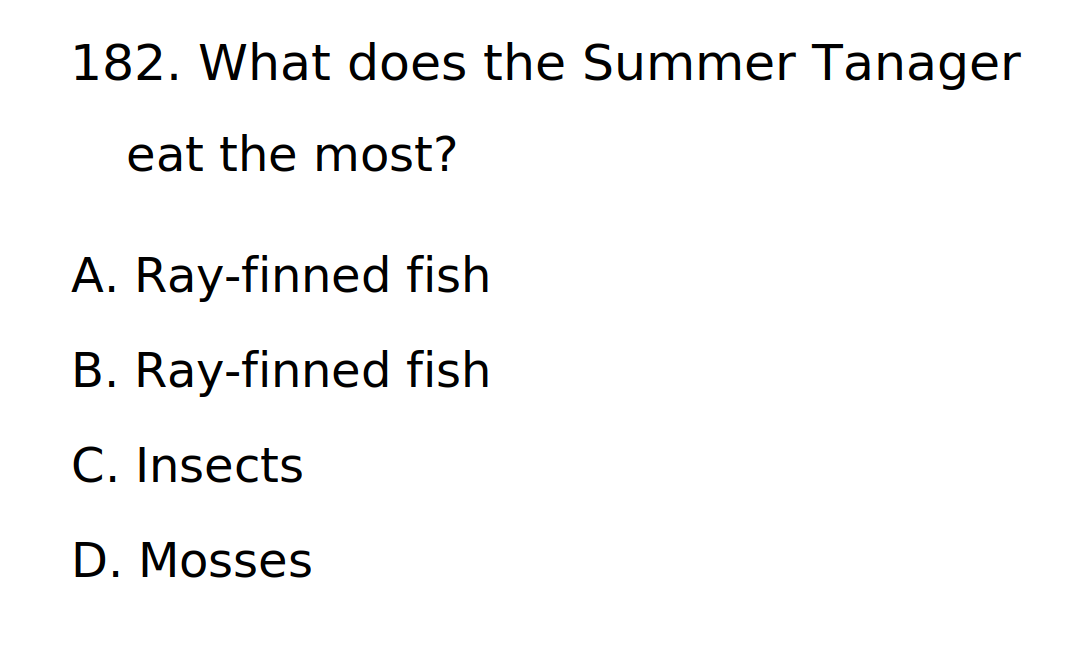 182. What does the Summer Tanager
eat the most?
A. Ray-finned fish
B. Ray-finned fish
C. Insects
D. Mosses